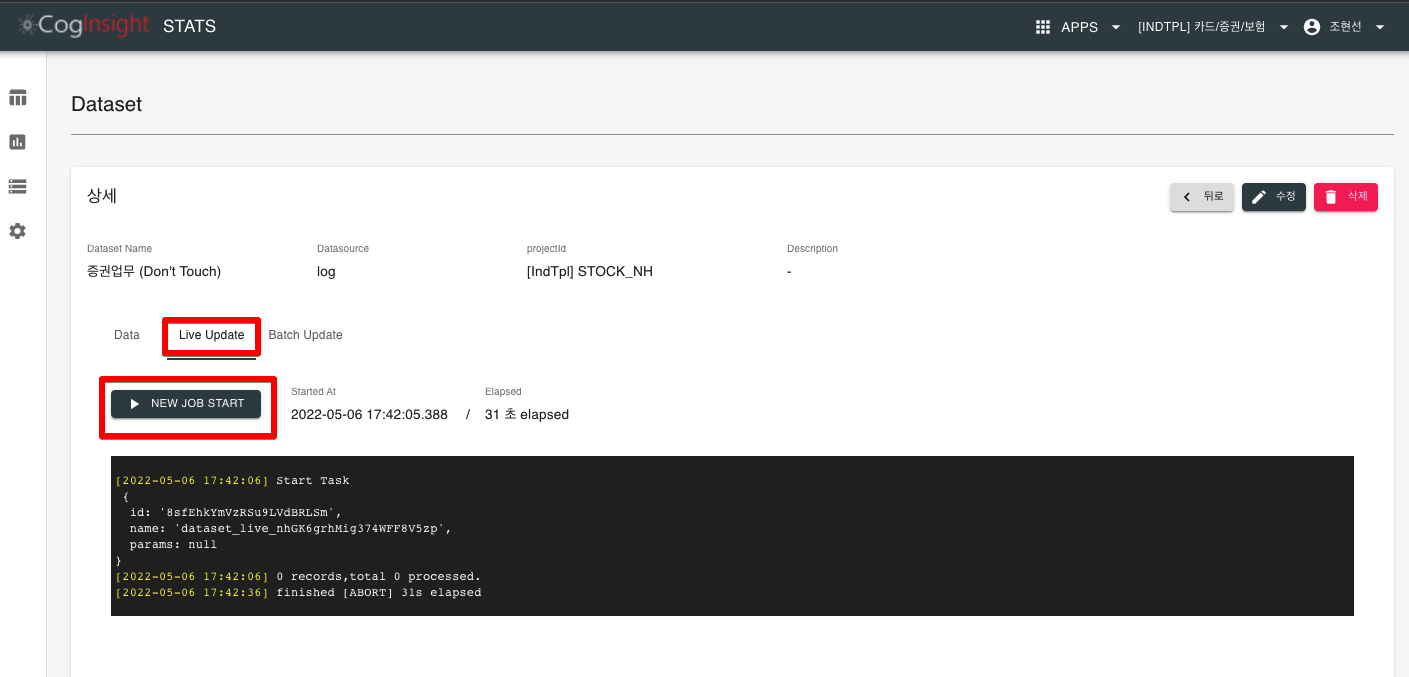 CogInsight STATS APPS [INDTPL] 카드/증권/보험 조현선
Dataset
상세 뒤로 수정 삭제
Dataset Name Datasource projectId Description
증권업무 (Don't Touch) log [IndTpl] STOCK_NH -
Data Live Update Batch Update
NEW JOB START Started At Elapsed
2022-05-06 17:42:05.388 / 31 초 elapsed
[2022-05-06 17:42:06] Start Task
{
id: '8sfEhkYmVzRSu9LVdBRLSm',
name: 'dataset_live_nhGK6grhMig374WFF8V5zp',
params: null
}
[2022-05-06 17:42:06] 0 records,total 0 processed.
[2022-05-06 17:42:36] finished [ABORT] 31s elapsed